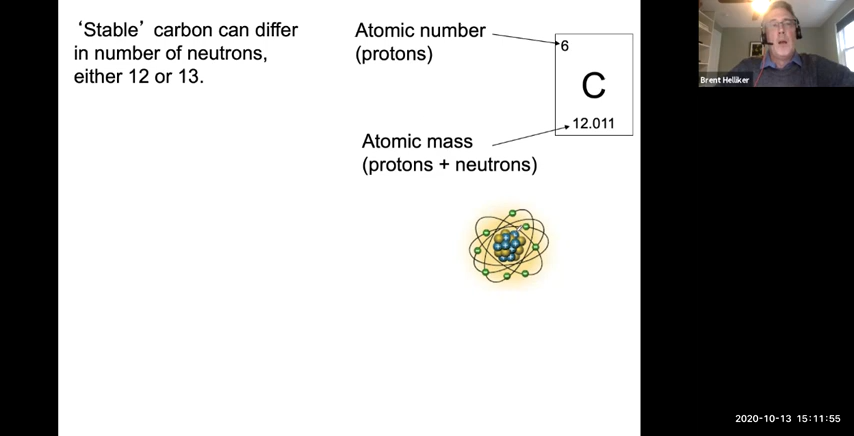 ‘Stable’ carbon can differ
in number of neutrons,
either 12 or 13.
Atomic number
(protons)
6
C
12.011
Atomic mass
(protons + neutrons)
Brent Helliker
2020-10-13 15:11:55